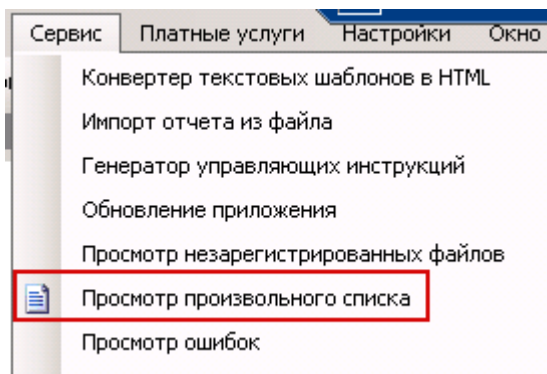 Сервис Платные услуги Настройки Окно
Конвертер текстовых шаблонов в HTML
Импорт отчета из файла
Генератор управляющих инструкций
Обновление приложения
Просмотр незарегистрированных файлов
Просмотр произвольного списка
Просмотр ошибок